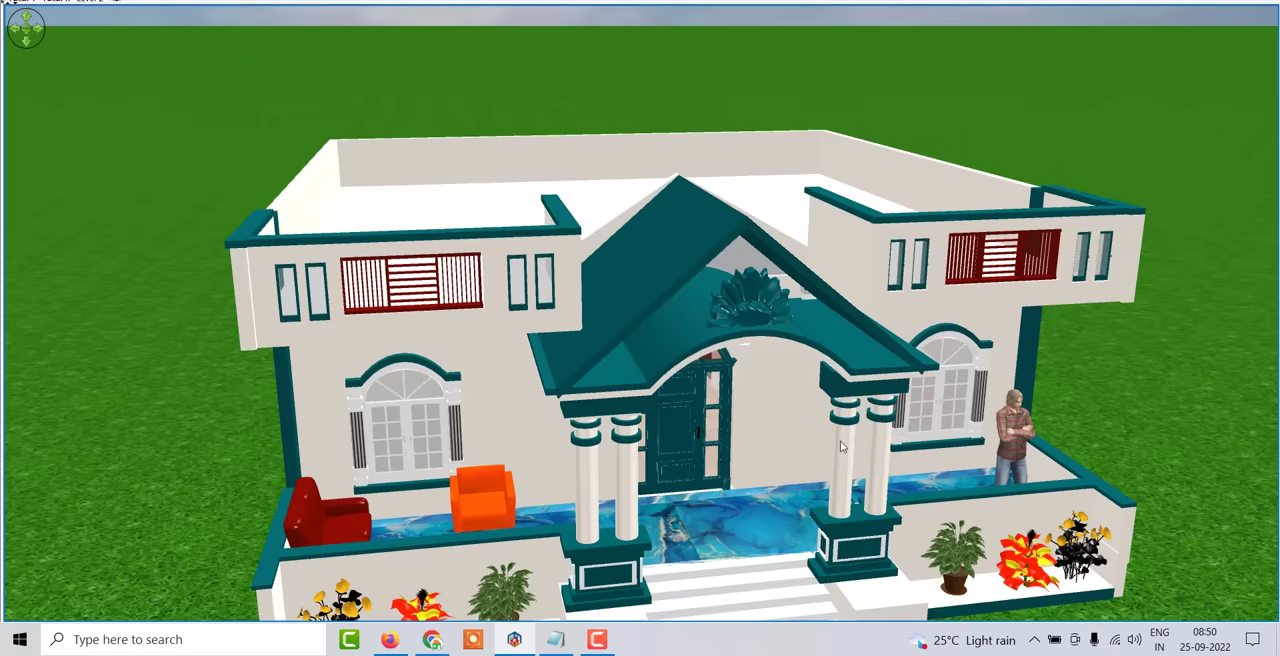 Type here to search
25°C Light rain
ENG
IN
08:50
25-09-2022